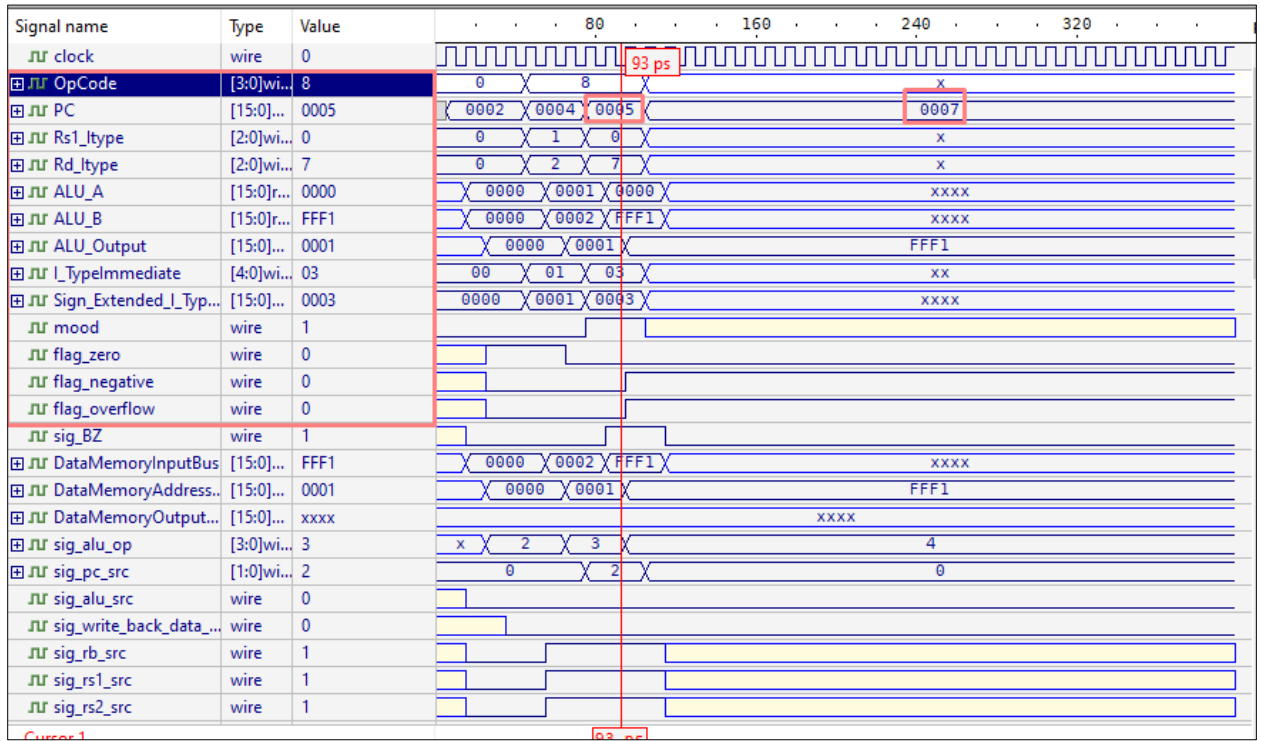 Signal name Type Value 80 160 240 320
clock wire 0 93 ps
OpCode [3:0]wi... 8 0 8 x
PC [15:0]... 0005 0002 0004 0005 0007
Rs1_Itype [2:0]wi... 0 0 1 0 x
Rd_Itype [2:0]wi... 7 0 2 7 x
ALU_A [15:0]r... 0000 0000 0001 0000 xxxx
ALU_B [15:0]r... FFF1 0000 0002 FFF1 xxxx
ALU_Output [15:0]... 0001 0000 0001 FFF1
I_TypeImmediate [4:0]wi... 03 00 01 03 xx
Sign_Extended_I_Typ... [15:0]... 0003 0000 0001 0003 xxxx
mood wire 1
flag_zero wire 0
flag_negative wire 0
flag_overflow wire 0
sig_BZ wire 1
DataMemoryInputBus [15:0]... FFF1 0000 0002 FFF1 xxxx
DataMemoryAddress... [15:0]... 0001 0000 0001 FFF1
DataMemoryOutput... [15:0]... xxxx xxxx
sig_alu_op [3:0]wi... 3 x 2 3 4
sig_pc_src [1:0]wi... 2 0 2 0
sig_alu_src wire 0
sig_write_back_data_... wire 0
sig_rb_src wire 1
sig_rs1_src wire 1
sig_rs2_src wire 1
Cursor 1 93 ps